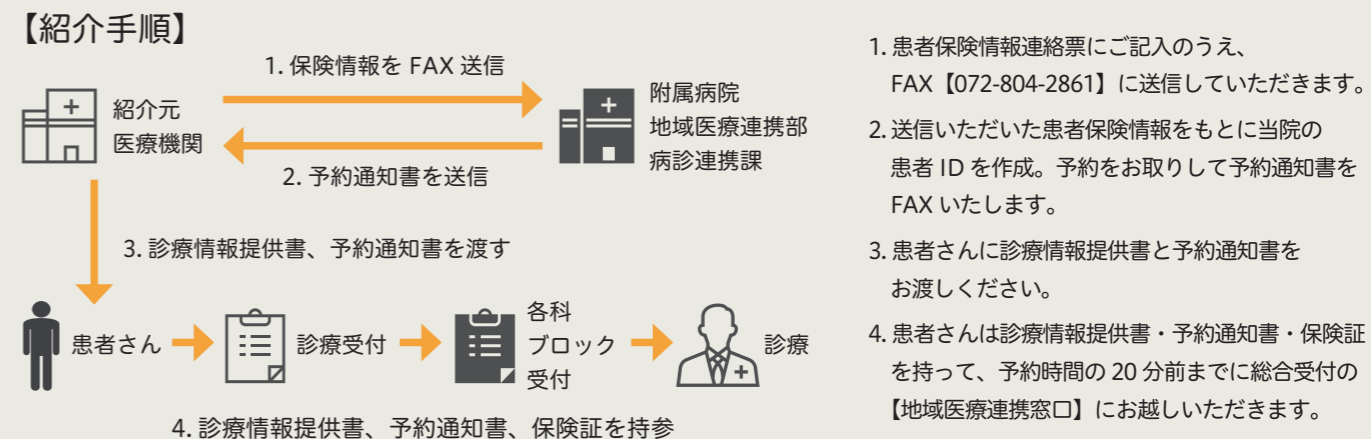 【紹介手順】
1. 保険情報を FAX 送信
紹介元
医療機関
附属病院
地域医療連携部
病診連携課
2. 予約通知書を送信
3. 診療情報提供書、予約通知書を渡す
患者さん
診療受付
各科
ブロック
受付
診療
4. 診療情報提供書、予約通知書、保険証を持参
1. 患者保険情報連絡票にご記入のうえ、
FAX【072-804-2861】に送信していただきます。
2. 送信いただいた患者保険情報をもとに当院の
患者 ID を作成。予約をお取りして予約通知書を
FAX いたします。
3. 患者さんに診療情報提供書と予約通知書を
お渡しください。
4. 患者さんは診療情報提供書・予約通知書・保険証
を持って、予約時間の 20 分前までに総合受付の
【地域医療連携窓口】にお越しいただきます。